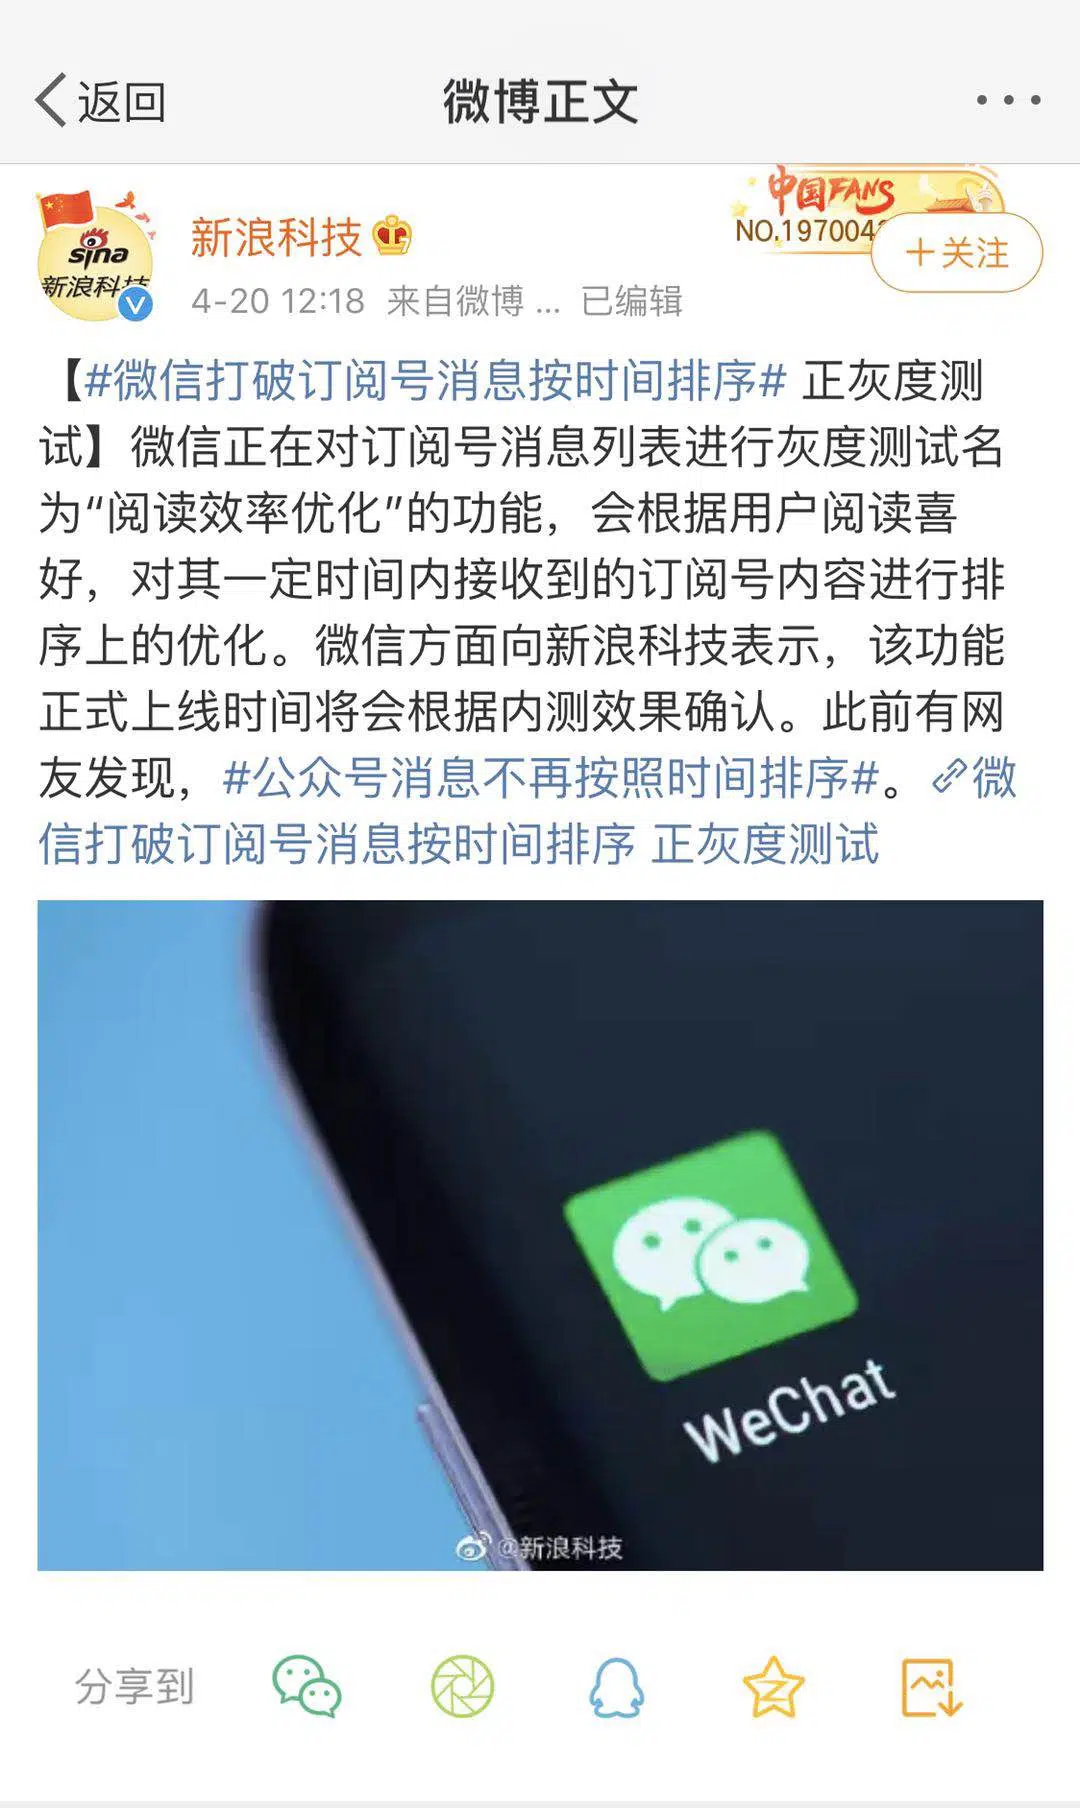 返回
微博正文
sina
新浪科技
新浪科技
中国FANS
NO.197004
+关注
4-20 12:18 来自微博 ... 已编辑
【#微信打破订阅号消息按时间排序# 正灰度测
试】微信正在对订阅号消息列表进行灰度测试名
为“阅读效率优化”的功能，会根据用户阅读喜
好，对其一定时间内接收到的订阅号内容进行排
序上的优化。微信方面向新浪科技表示，该功能
正式上线时间将会根据内测效果确认。此前有网
友发现，#公众号消息不再按照时间排序#。微
信打破订阅号消息按时间排序 正灰度测试
WeChat
@新浪科技
分享到